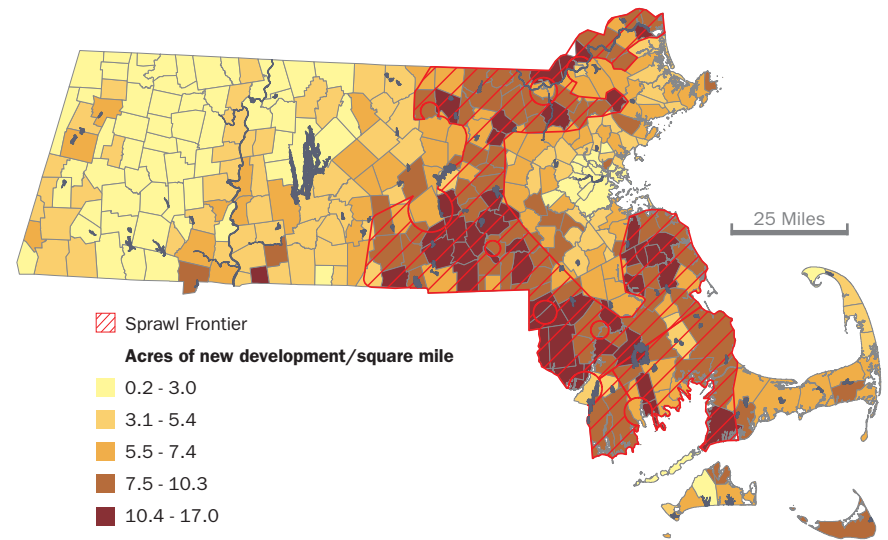 25 Miles
Sprawl Frontier
Acres of new development/square mile
0.2 - 3.0
3.1 - 5.4
5.5 - 7.4
7.5 - 10.3
10.4 - 17.0